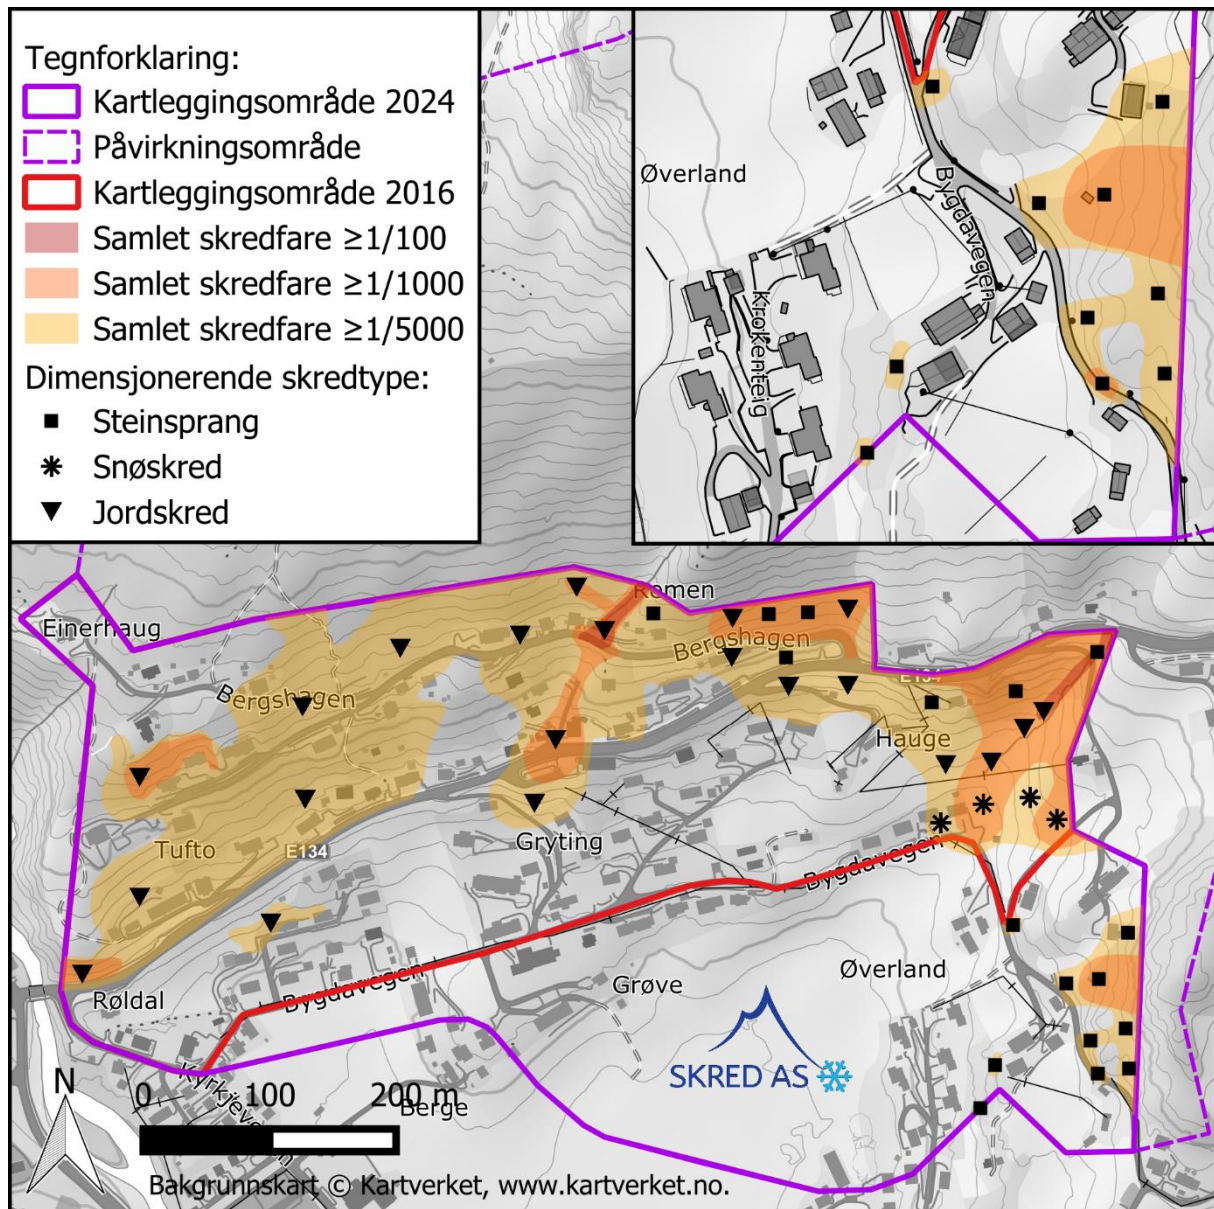 Tegnforklaring:
Kartleggingsområde 2024
Påvirkningsområde
Kartleggingsområde 2016
Samlet skredfare ≥1/100
Samlet skredfare ≥1/1000
Samlet skredfare ≥1/5000
Dimensjonerende skredtype:
Steinsprang
Snøskred
Jordskred
Øverland
Bygdavegen
Krokenteig
Einerhaug
Rømen
Bergshagen
Bergshagen
E134
Hauge
Tufto
E134
Gryting
Bygdavegen
Røldal
Bygdavegen
Grøve
Øverland
SKRED AS
N
0 100 200 m
Berge
Bakgrunnskart © Kartverket, www.kartverket.no.